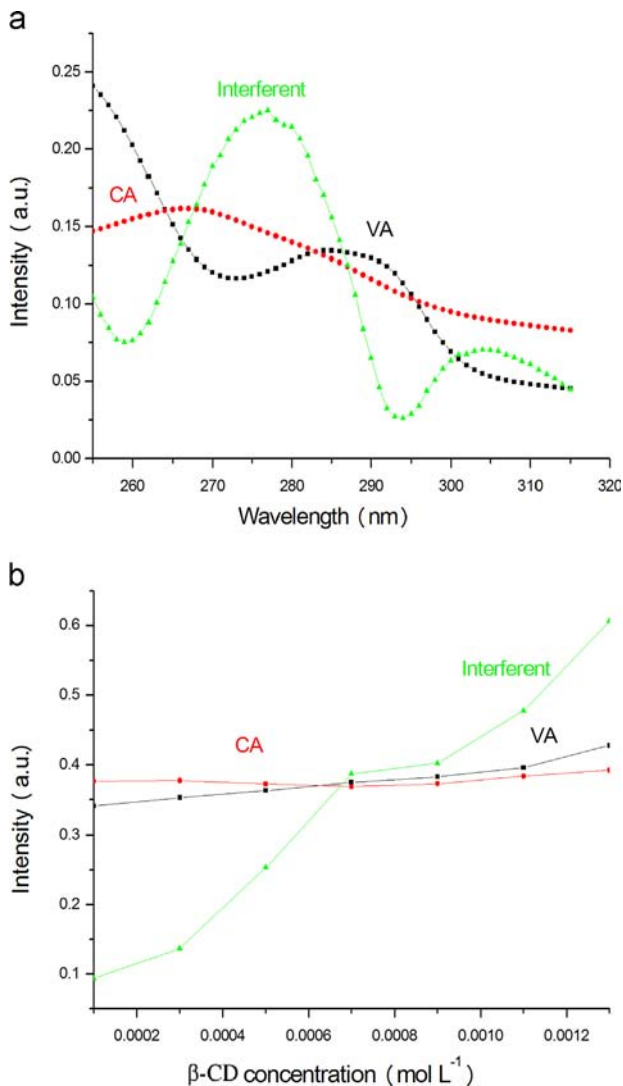 a
0.25
0.20
0.15
0.10
0.05
0.00
Intensity (a.u.)
Interferent
CA
VA
260 270 280 290 300 310 320
Wavelength (nm)
b
0.6
0.5
0.4
0.3
0.2
0.1
Intensity (a.u.)
Interferent
CA
VA
0.0002 0.0004 0.0006 0.0008 0.0010 0.0012
β-CD concentration (mol L⁻¹)